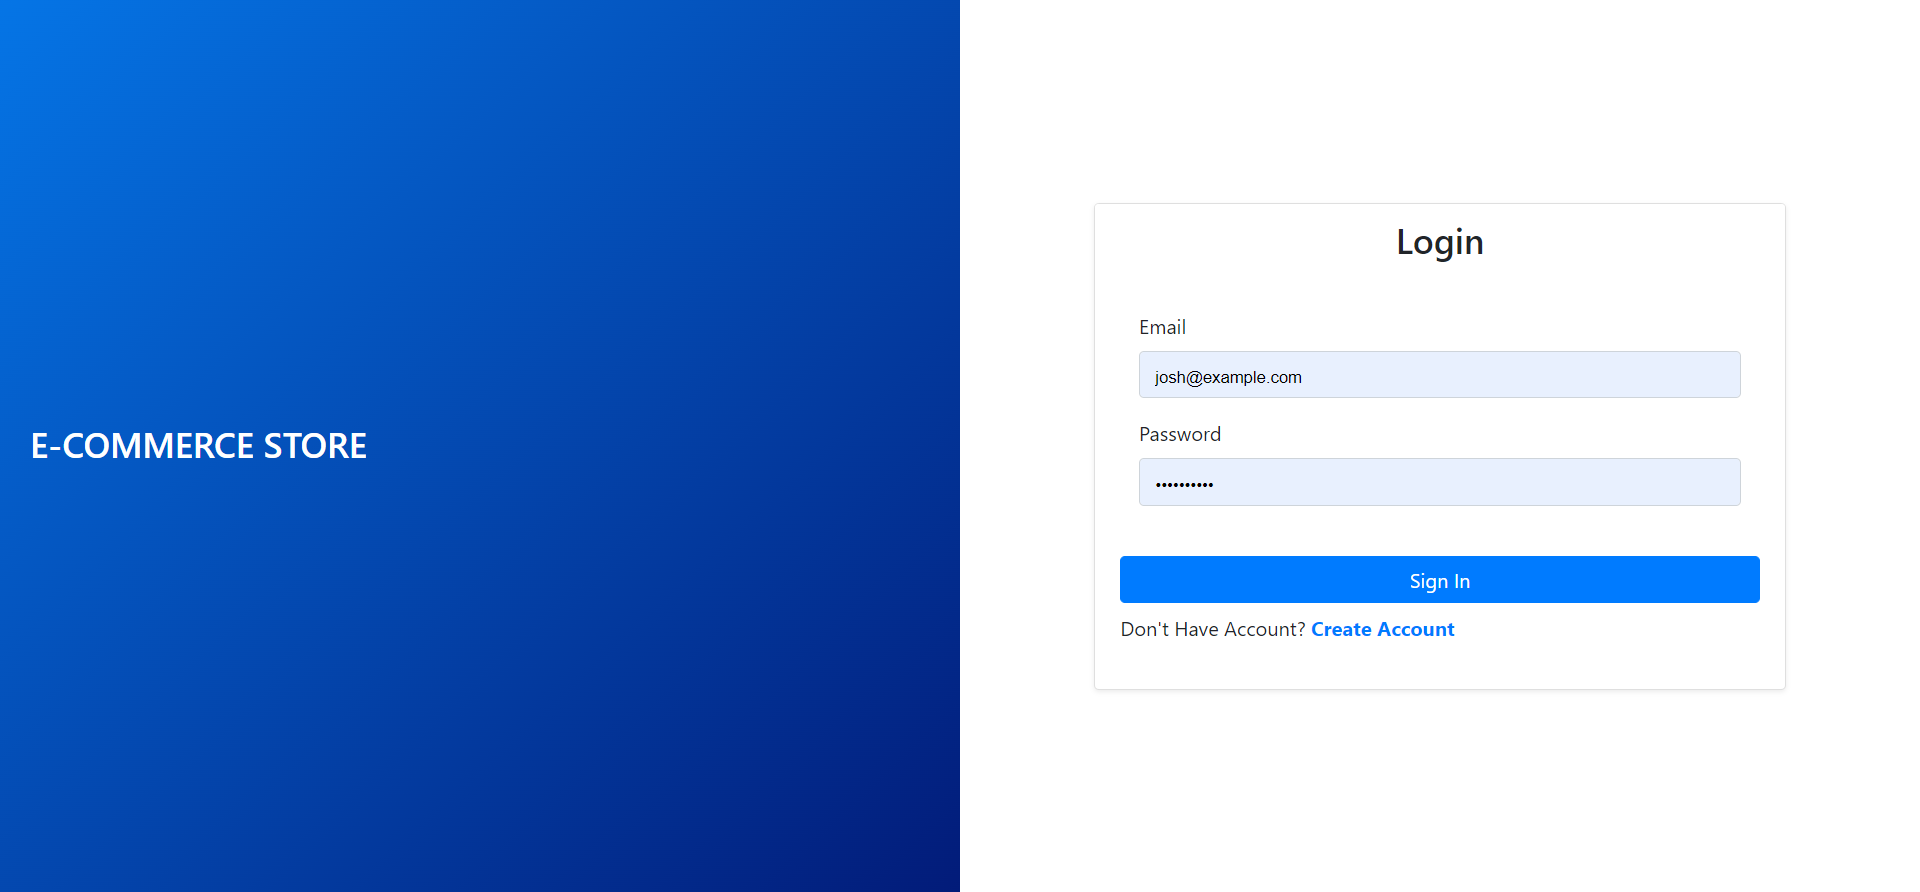 E-COMMERCE STORE
Login
Email
josh@example.com
Password
••••••••••
Sign In
Don't Have Account? Create Account